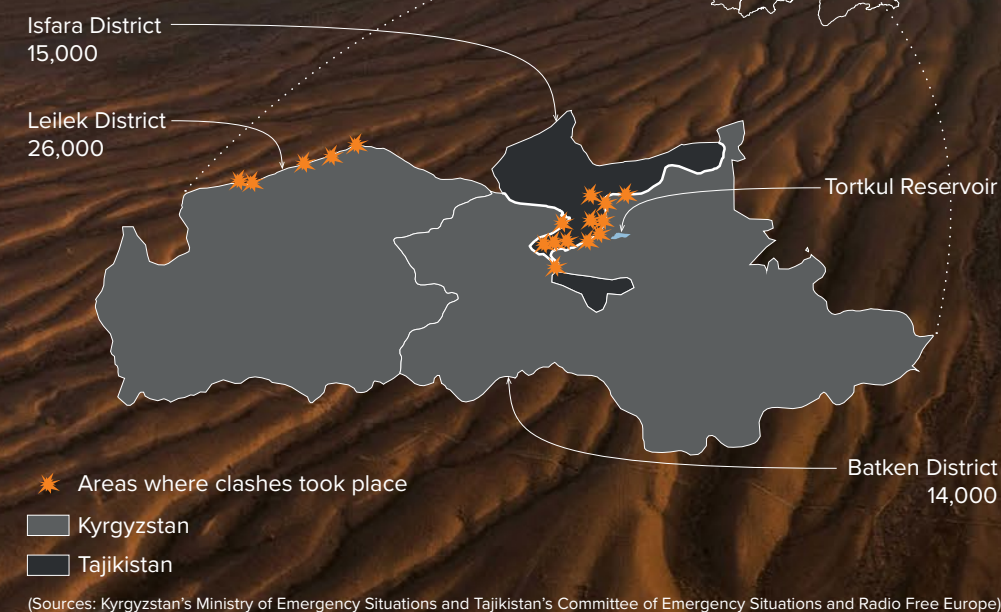 Isfara District
15,000
Leilek District
26,000
Tortkul Reservoir
Batken District
14,000
Areas where clashes took place
Kyrgyzstan
Tajikistan
(Sources: Kyrgyzstan's Ministry of Emergency Situations and Tajikistan's Committee of Emergency Situations and Radio Free Europe)